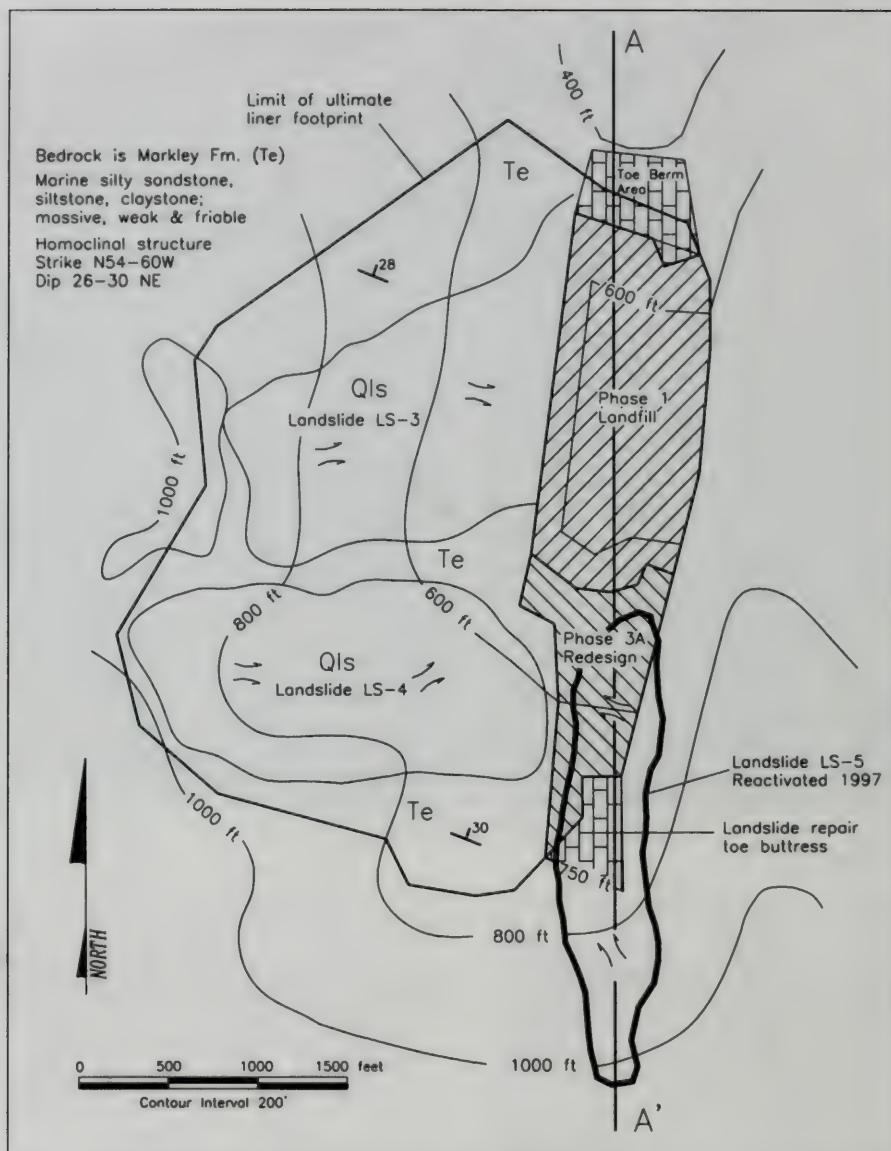 A
400 ft
Limit of ultimate
liner footprint
Bedrock is Markley Fm. (Te)
Marine silty sandstone,
siltstone, claystone;
massive, weak & friable
Homoclinal structure
Strike N54-60W
Dip 26-30 NE
Te
Toe Berm
Area
28
600 ft
Qls
Landslide LS-3
Phase 1
Landfill
1000 ft
Te
800 ft
600 ft
Phase 3A
Redesign
Qls
Landslide LS-4
Landslide LS-5
Reactivated 1997
1000 ft
Te
30
Landslide repair
toe buttress
750 ft
800 ft
NORTH
1000 ft
0 500 1000 1500 feet
Contour Interval 200'
A'